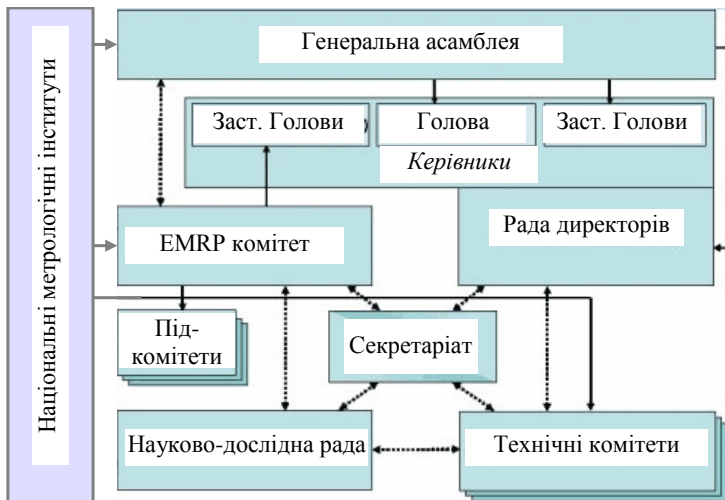 Національні метрологічні інститути
Генеральна асамблея
Заст. Голови
Голова
Заст. Голови
Керівники
EMRP комітет
Рада директорів
Під-
комітети
Секретаріат
Науково-дослідна рада
Технічні комітети